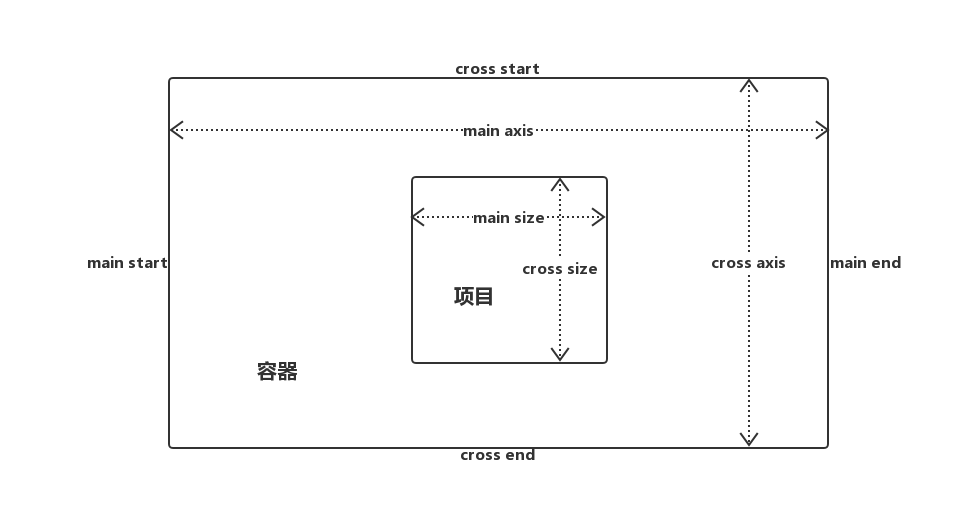 cross start
main axis
main size
main start
cross size
cross axis
main end
项目
容器
cross end